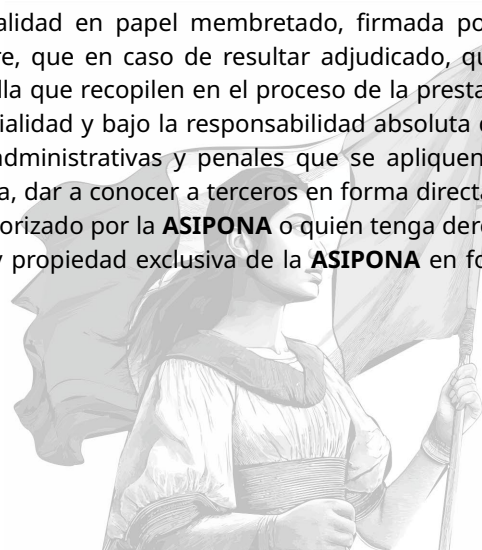 alidad en papel membretado, firmada po
re, que en caso de resultar adjudicado, qu
lla que recopilen en el proceso de la presta
ialidad y bajo la responsabilidad absoluta
administrativas y penales que se apliquen
a, dar a conocer a terceros en forma direct
orizado por la ASIPONA o quien tenga dere
y propiedad exclusiva de la ASIPONA en fo